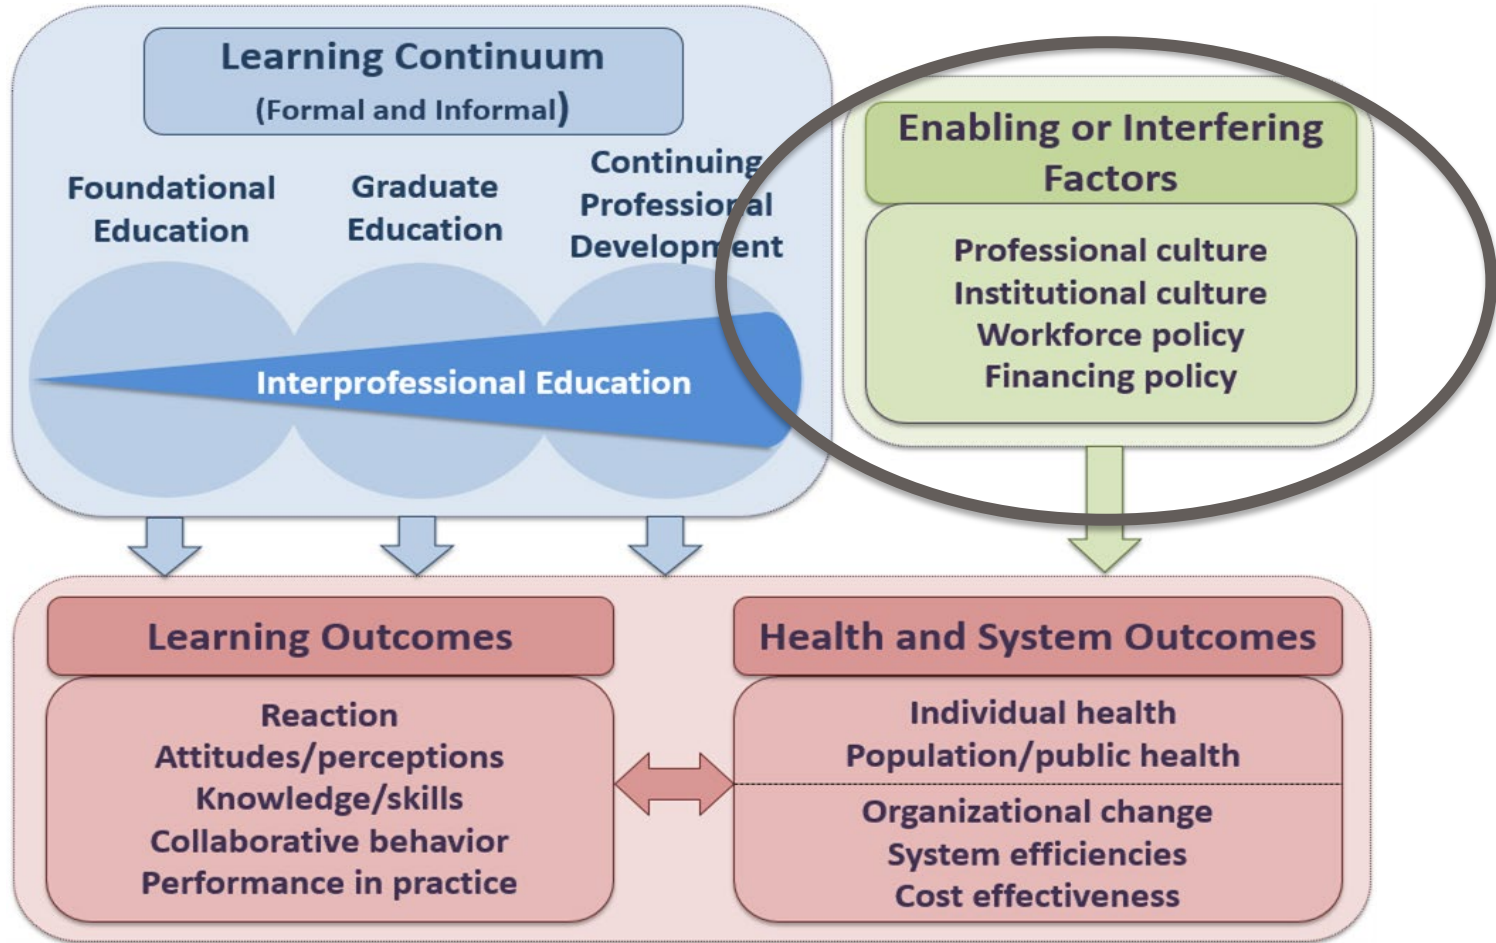 Learning Continuum
(Formal and Informal)
Foundational
Education
Graduate
Education
Continuing
Professional
Development
Interprofessional Education
Enabling or Interfering
Factors
Professional culture
Institutional culture
Workforce policy
Financing policy
Learning Outcomes
Reaction
Attitudes/perceptions
Knowledge/skills
Collaborative behavior
Performance in practice
Health and System Outcomes
Individual health
Population/public health
Organizational change
System efficiencies
Cost effectiveness